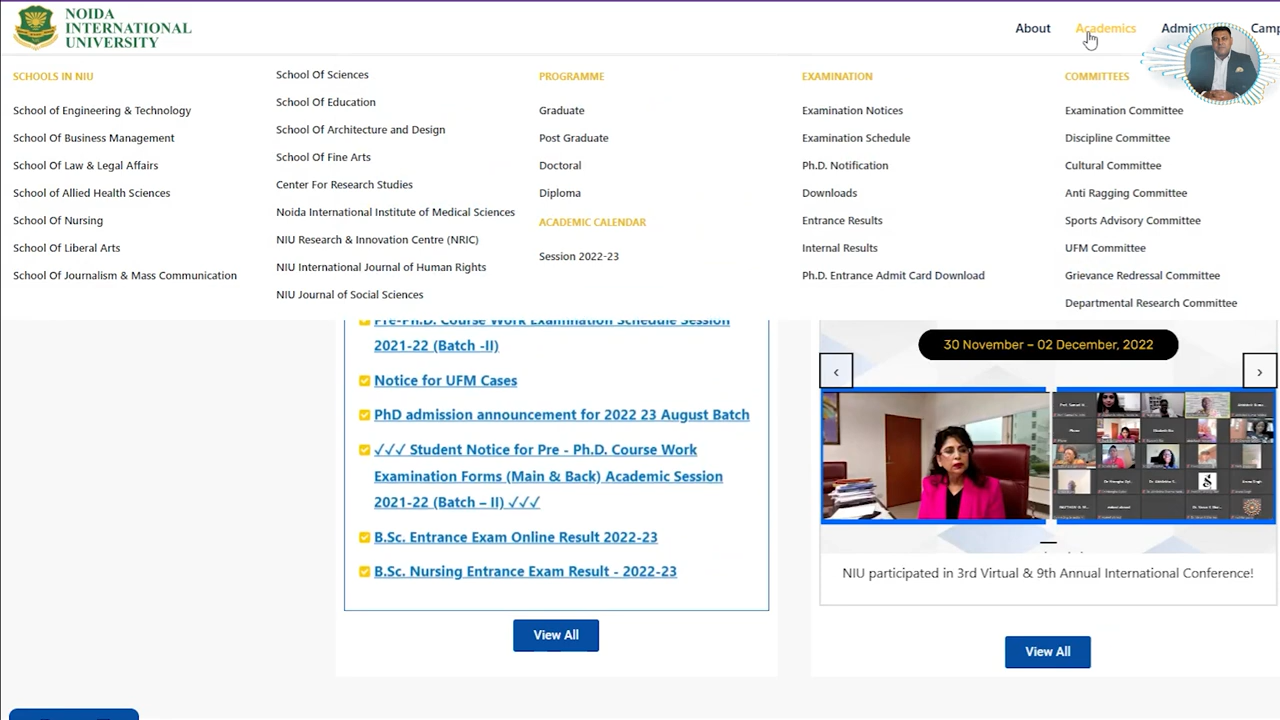 NOIDA
INTERNATIONAL
UNIVERSITY
About
Academics
SCHOOLS IN NIU
School of Engineering & Technology
School Of Business Management
School Of Law & Legal Affairs
School of Allied Health Sciences
School Of Nursing
School Of Liberal Arts
School Of Journalism & Mass Communication
School Of Sciences
School Of Education
School Of Architecture and Design
School Of Fine Arts
Center For Research Studies
Noida International Institute of Medical Sciences
NIU Research & Innovation Centre (NRIC)
NIU International Journal of Human Rights
NIU Journal of Social Sciences
PROGRAMME
Graduate
Post Graduate
Doctoral
Diploma
ACADEMIC CALENDAR
Session 2022-23
EXAMINATION
Examination Notices
Examination Schedule
Ph.D. Notification
Downloads
Entrance Results
Internal Results
Ph.D. Entrance Admit Card Download
COMMITTEES
Examination Committee
Discipline Committee
Cultural Committee
Anti Ragging Committee
Sports Advisory Committee
UFM Committee
Grievance Redressal Committee
Departmental Research Committee
Pre-Ph.D. Course Work Examination Schedule Session
2021-22 (Batch -II)
Notice for UFM Cases
PhD admission announcement for 2022 23 August Batch
✓✓✓ Student Notice for Pre - Ph.D. Course Work
Examination Forms (Main & Back) Academic Session
2021-22 (Batch – II) ✓✓✓
B.Sc. Entrance Exam Online Result 2022-23
B.Sc. Nursing Entrance Exam Result - 2022-23
View All
30 November – 02 December, 2022
NIU participated in 3rd Virtual & 9th Annual International Conference!
View All